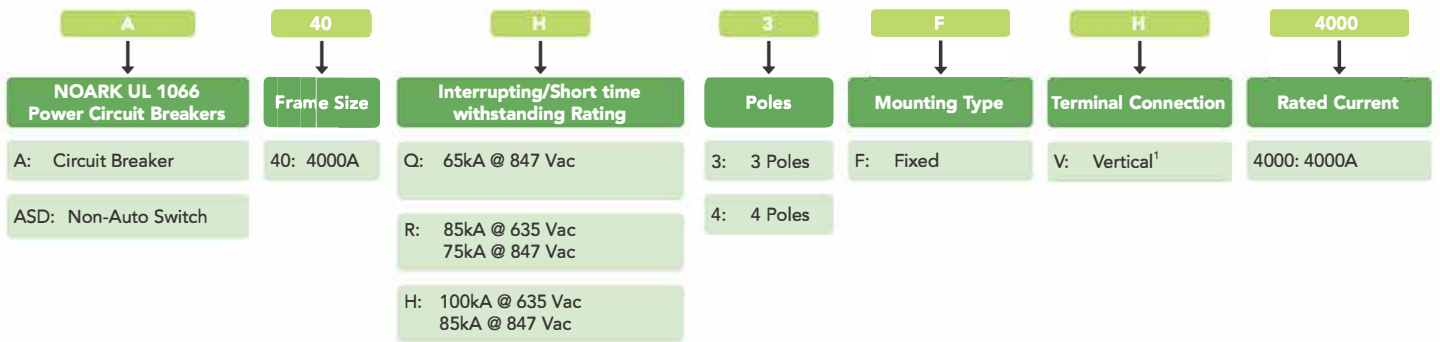 A 40 H 3 F H 4000
NOARK UL 1066
Power Circuit Breakers
Frame Size
Interrupting/Short time
withstanding Rating
Poles
Mounting Type
Terminal Connection
Rated Current
A: Circuit Breaker
ASD: Non-Auto Switch
40: 4000A
Q: 65kA @ 847 Vac
R: 85kA @ 635 Vac
75kA @ 847 Vac
H: 100kA @ 635 Vac
85kA @ 847 Vac
3: 3 Poles
4: 4 Poles
F: Fixed
V: Vertical¹
4000: 4000A